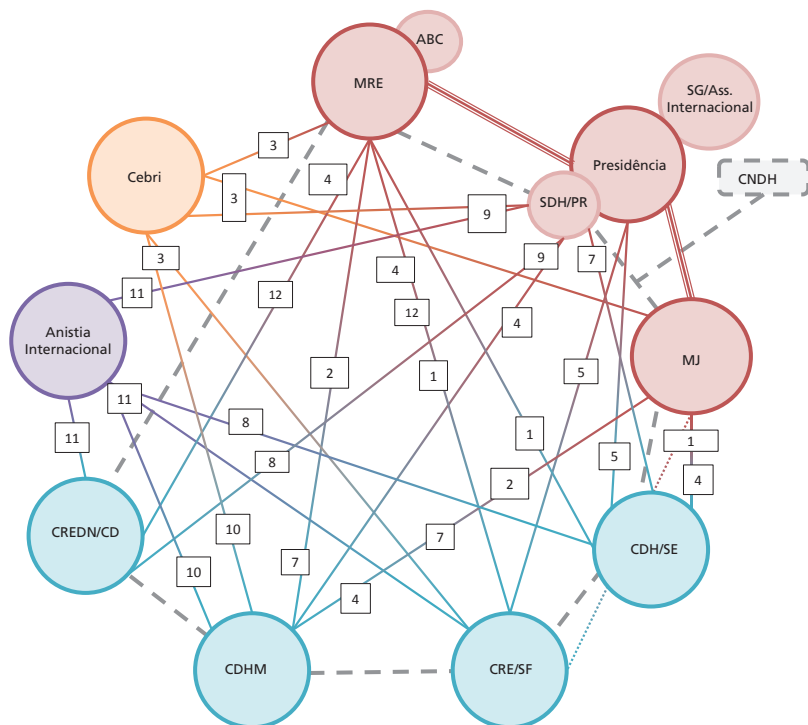 ABC
MRE
SG/Ass.
Internacional
3
Cebri
Presidência
4
CNDH
3
SDH/PR
9
3
9
7
4
11
12
12
4
Anistia
Internacional
MJ
2
1
5
11
8
1
11
1
5
8
4
2
CREDN/CD
10
7
CDH/SE
7
10
4
CDHM
CRE/SF